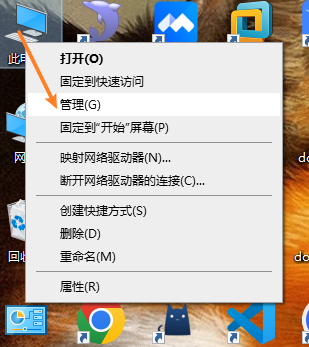 此
打开(O)
固定到快速访问
管理(G)
固定到"开始"屏幕(P)
网
映射网络驱动器(N)...
do
断开网络驱动器的连接(C)...
创建快捷方式(S)
删除(D)
回收
重命名(M)
do
属性(R)